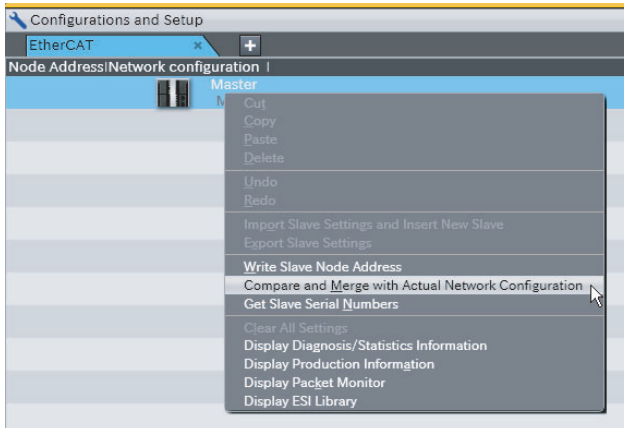 Configurations and Setup
EtherCAT
Node Address|Network configuration |
Master
M
Cut
Copy
Paste
Delete
Undo
Redo
Import Slave Settings and Insert New Slave
Export Slave Settings
Write Slave Node Address
Compare and Merge with Actual Network Configuration
Get Slave Serial Numbers
Clear All Settings
Display Diagnosis/Statistics Information
Display Production Information
Display Packet Monitor
Display ESI Library